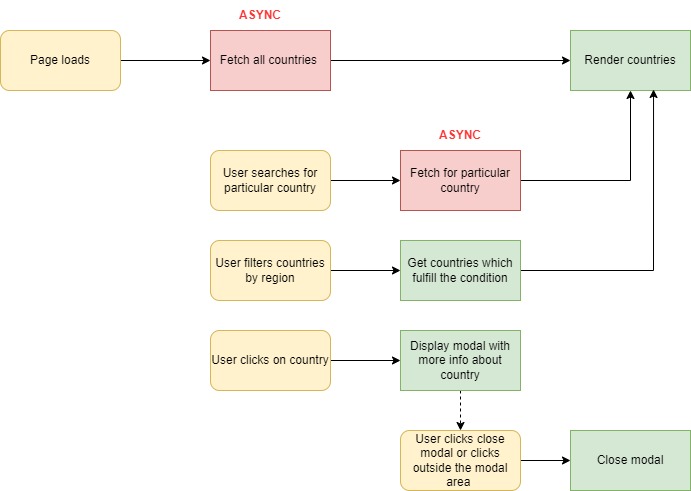 ASYNC
Page loads
Fetch all countries
Render countries
ASYNC
User searches for
particular country
Fetch for particular
country
User filters countries
by region
Get countries which
fulfill the condition
User clicks on country
Display modal with
more info about
country
User clicks close
modal or clicks
outside the modal
area
Close modal